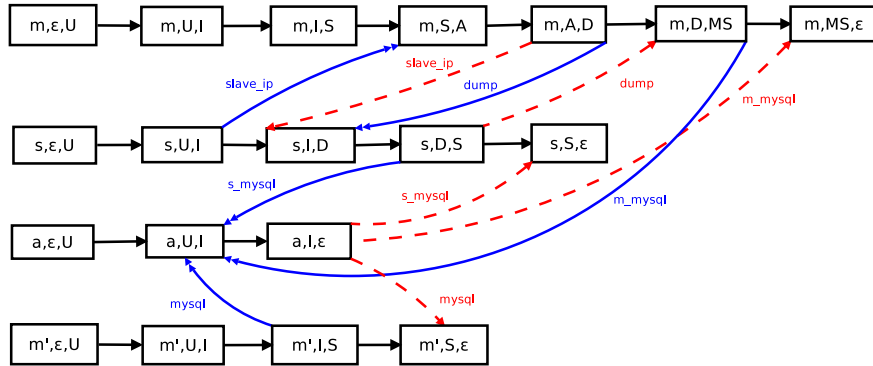 m,ε,U
m,U,I
m,I,S
m,S,A
m,A,D
m,D,MS
m,MS,ε
slave_ip
slave_ip
dump
dump
m_mysql
s,ε,U
s,U,I
s,I,D
s,D,S
s,S,ε
s_mysql
s_mysql
m_mysql
a,ε,U
a,U,I
a,I,ε
mysql
mysql
m',ε,U
m',U,I
m',I,S
m',S,ε